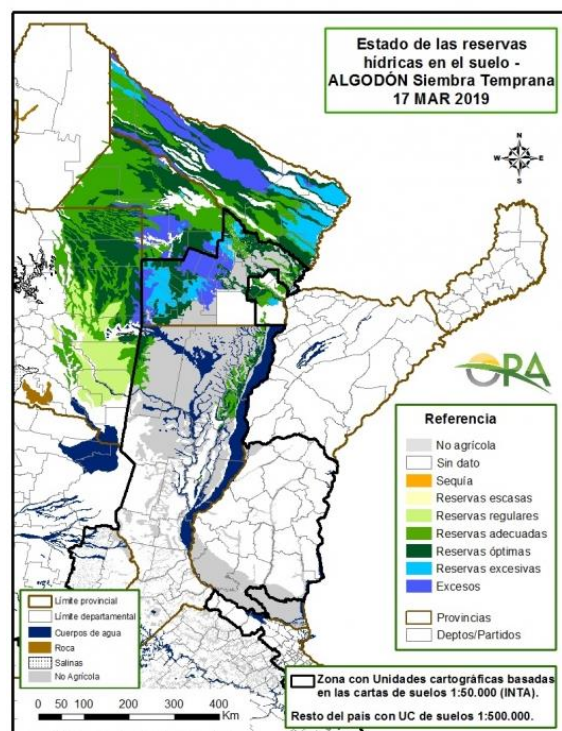 Estado de las reservas
hídricas en el suelo -
ALGODÓN Siembra Temprana
17 MAR 2019
N
W
E
S
ORA
Referencia
No agrícola
Sin dato
Sequía
Reservas escasas
Reservas regulares
Reservas adecuadas
Reservas óptimas
Reservas excesivas
Excesos
Provincias
Deptos/Partidos
Límite provincial
Límite departamental
Cuerpos de agua
Roca
Salinas
No Agrícola
0 50 100 200 300 400
Km
Zona con Unidades cartográficas basadas
en las cartas de suelos 1:50.000 (INTA).
Resto del país con UC de suelos 1:500.000.